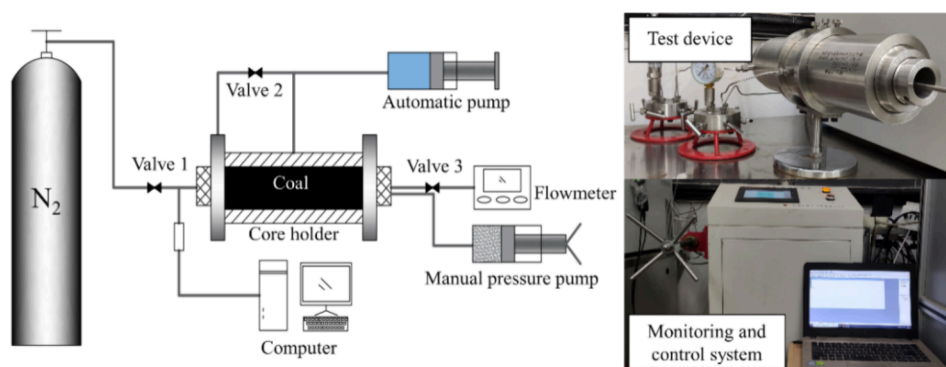 N2
Valve 1
Valve 2
Automatic pump
Coal
Core holder
Valve 3
Flowmeter
Manual pressure pump
Computer
Test device
Monitoring and
control system